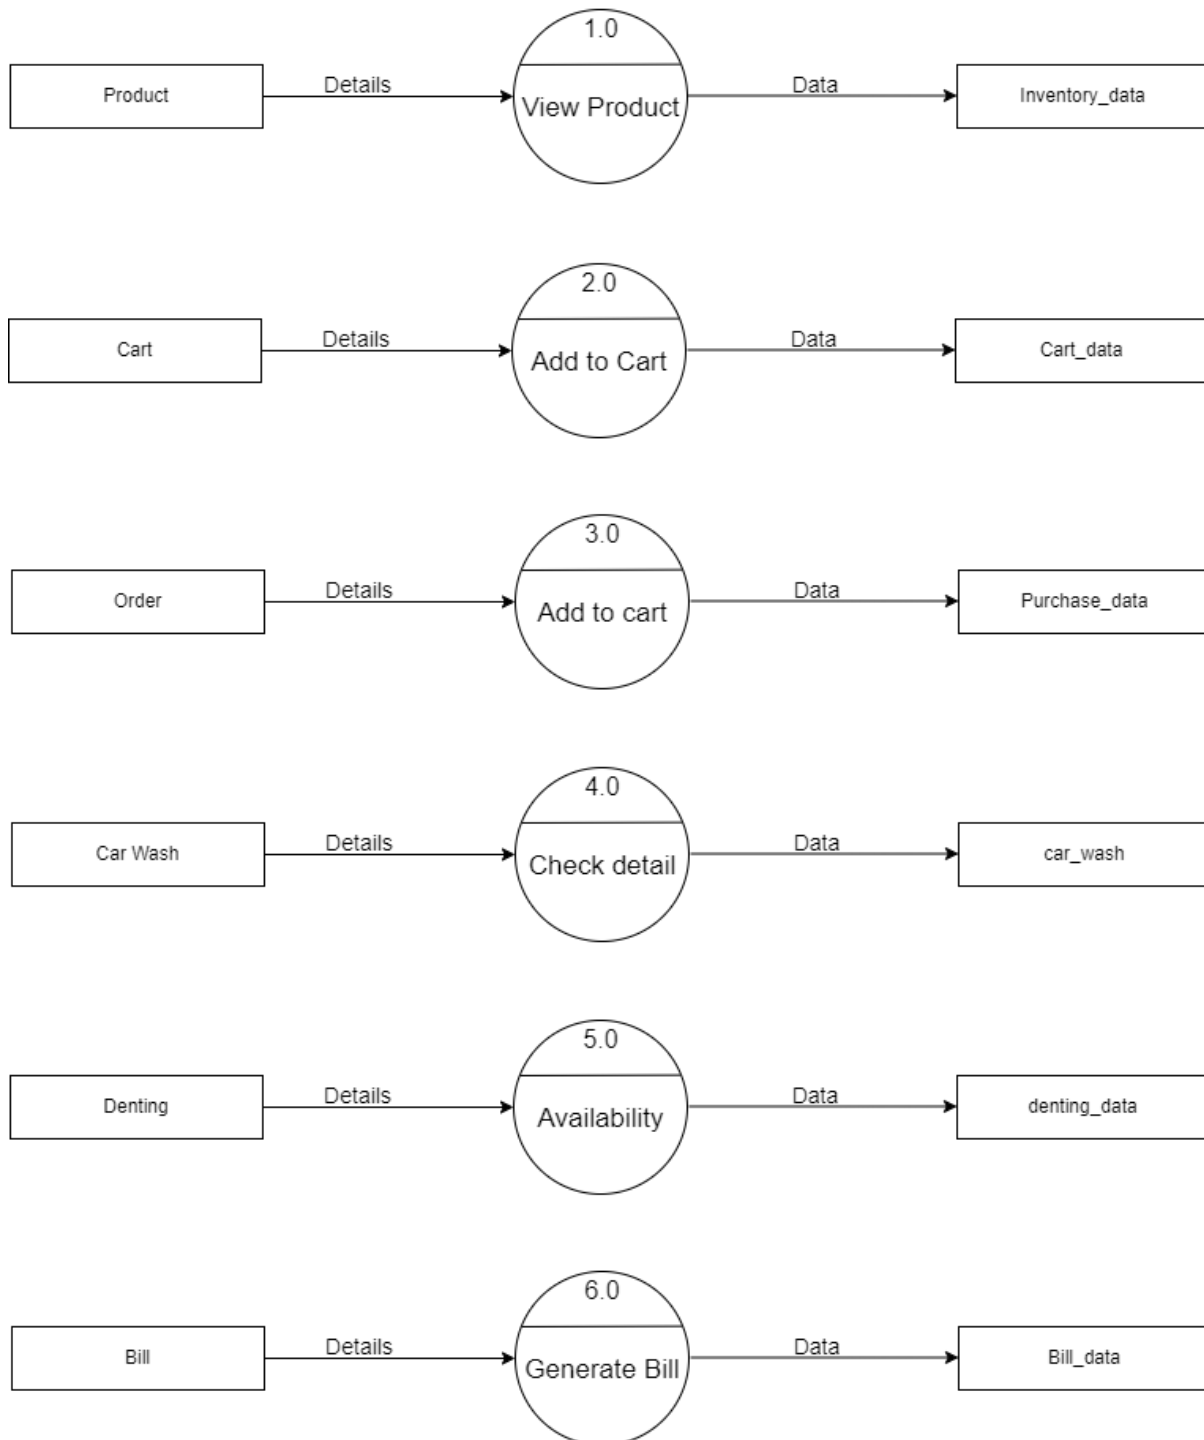 1.0
Product
Details
View Product
Data
Inventory_data
2.0
Cart
Details
Add to Cart
Data
Cart_data
3.0
Order
Details
Add to cart
Data
Purchase_data
4.0
Car Wash
Details
Check detail
Data
car_wash
5.0
Denting
Details
Availability
Data
denting_data
6.0
Bill
Details
Generate Bill
Data
Bill_data